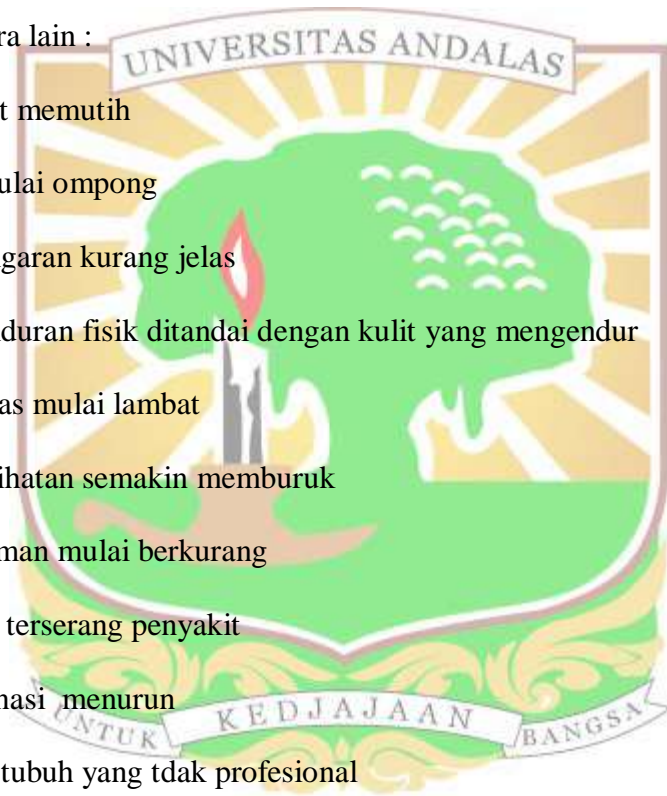 ra lain :
UNIVERSITAS ANDALAS
t memutih
ulai ompong
garan kurang jelas
duran fisik ditandai dengan kulit yang mengendur
as mulai lambat
ihatan semakin memburuk
man mulai berkurang
terserang penyakit
nasi menurun
UNTUK KEDJAJAAN BANGSA
tubuh yang tdak profesional